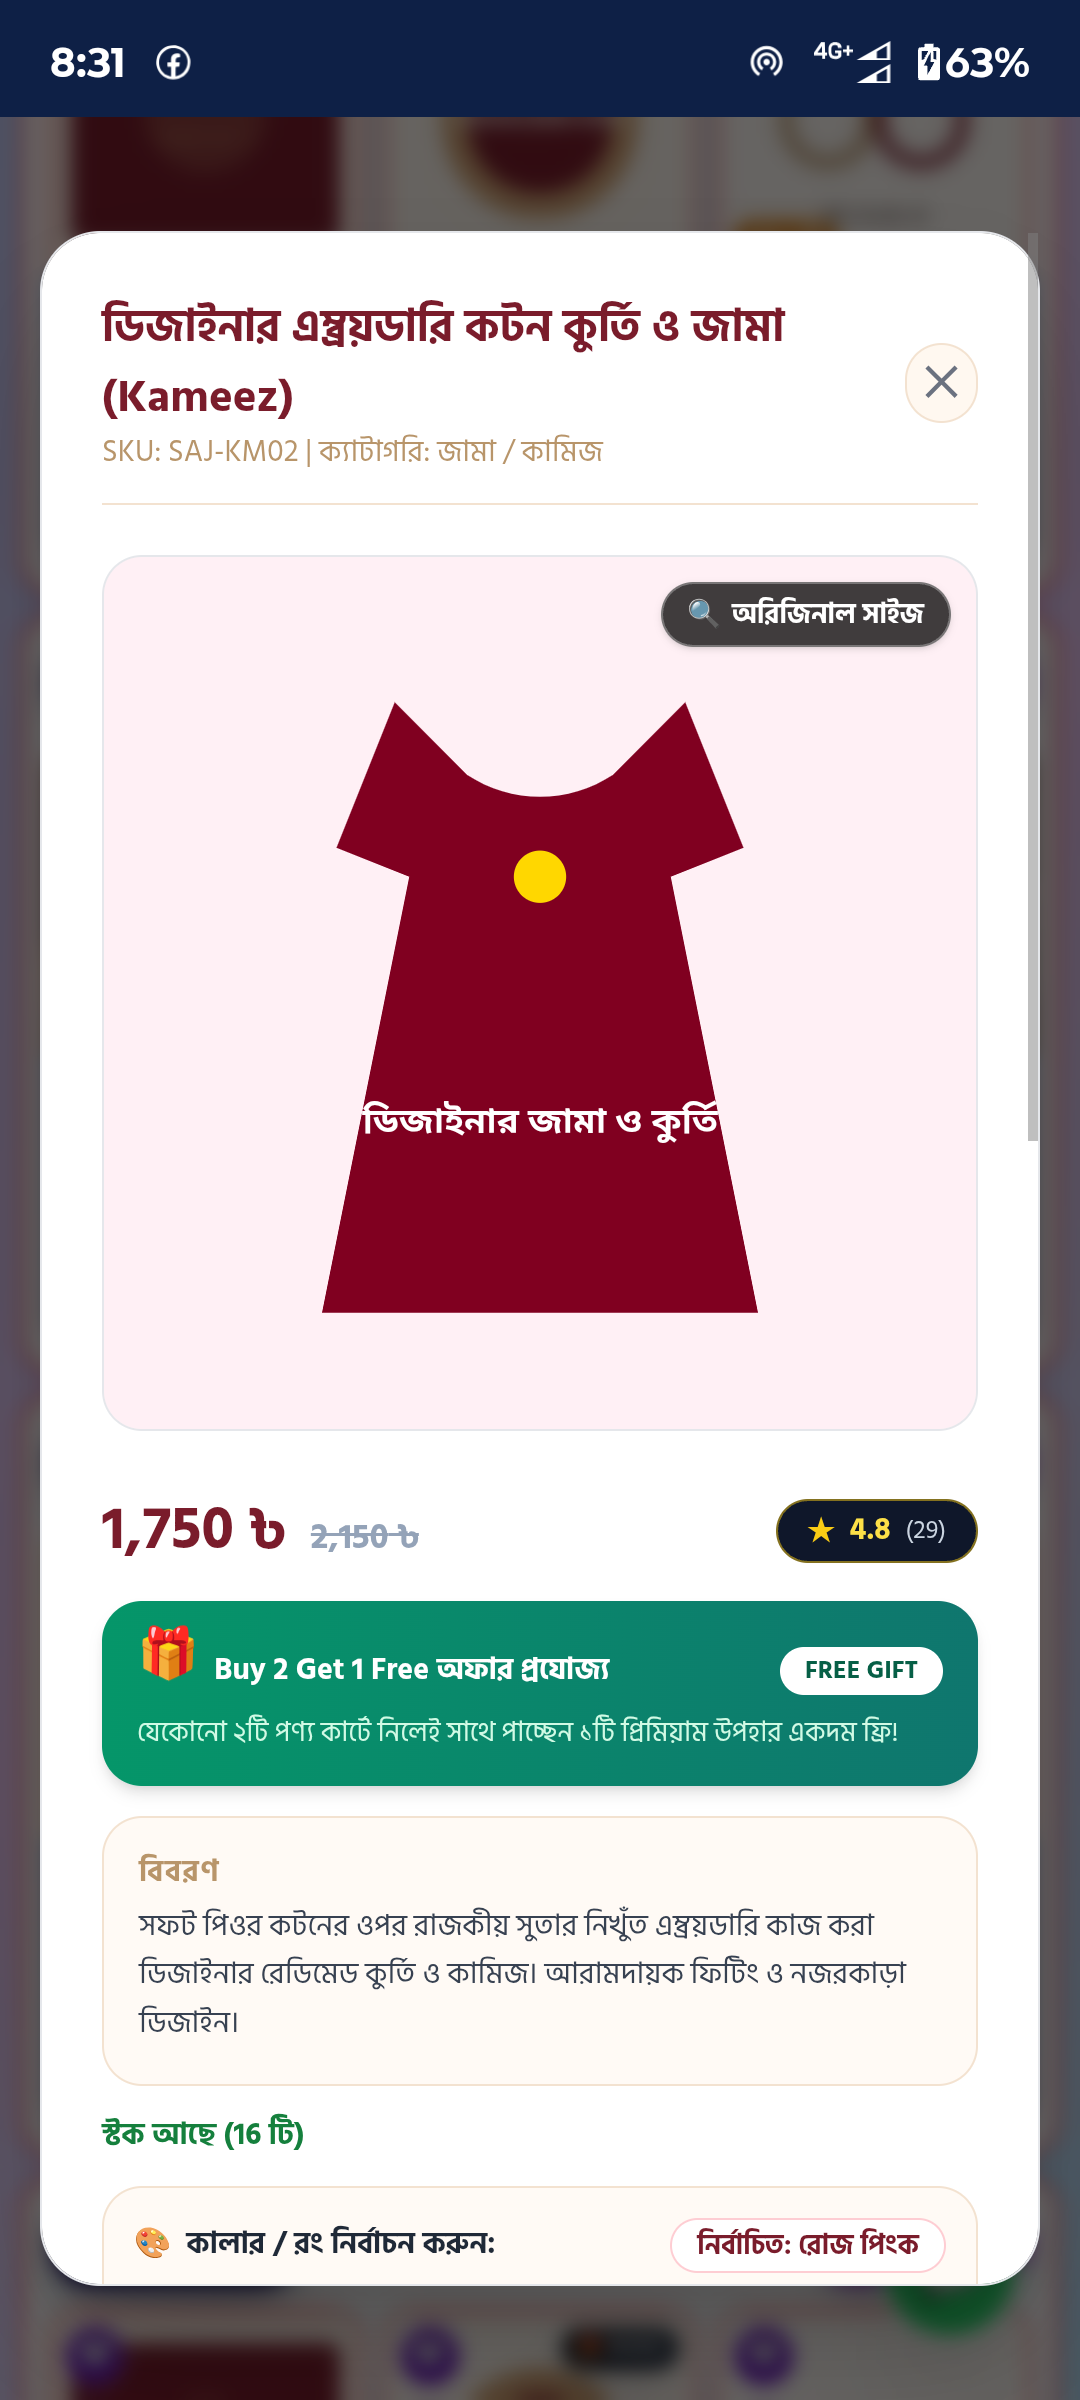 8:31
4G+
63%
ডিজাইনার এম্ব্রয়ডারি কটন কুর্তি ও জামা
(Kameez)
SKU: SAJ-KM02 | ক্যাটাগরি: জামা / কামিজ
🔍 অরিজিনাল সাইজ
ডিজাইনার জামা ও কুর্তি
1,750 ৳ 2,150 ৳
★ 4.8 (29)
🎁 Buy 2 Get 1 Free অফার প্রযোজ্য
FREE GIFT
যেকোনো ২টি পণ্য কার্টে নিলেই সাথে পাচ্ছেন ১টি প্রিমিয়াম উপহার একদম ফ্রি!
বিবরণ
সফট পিওর কটনের ওপর রাজকীয় সুতার নিখুঁত এম্ব্রয়ডারি কাজ করা
ডিজাইনার রেডিমেড কুর্তি ও কামিজ। আরামদায়ক ফিটিং ও নজরকাড়া
ডিজাইন।
স্টক আছে (16 টি)
🎨 কালার / রং নির্বাচন করুন:
নির্বাচিত: রোজ পিংক